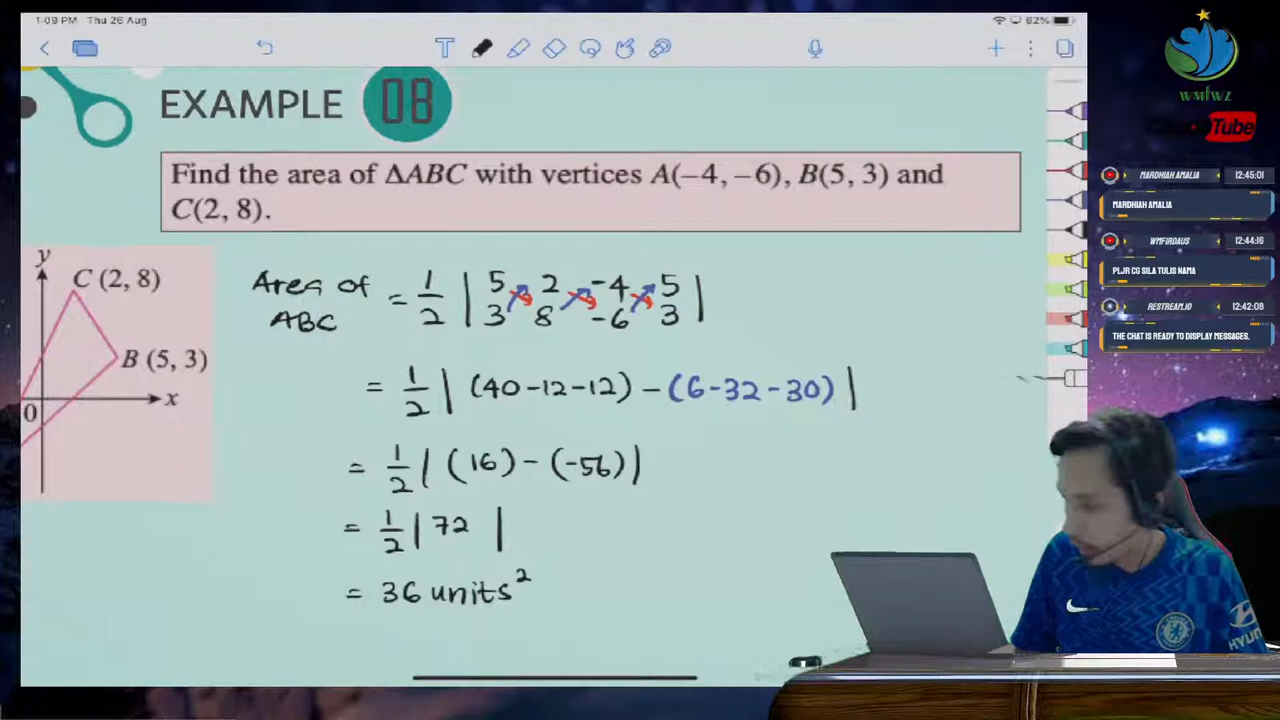 1:09 PM Thu 26 Aug
82%
EXAMPLE 08
Find the area of ΔABC with vertices A(−4, −6), B(5, 3) and
C(2, 8).
y
C (2, 8)
B (5, 3)
x
0
Area of
ABC
= 1/2 | 5 2 -4 5 |
3 8 -6 3
= 1/2 | (40-12-12) - (6-32-30) |
= 1/2 | (16) - (-56) |
= 1/2 | 72 |
= 36 units²
wmfwz
Tube
MARDHIAH AMALIA 12:45:01
MARDHIAH AMALIA
WMFIRDAUS 12:44:16
PLJR CG SILA TULIS NAMA
RESTREAM.IO 12:42:08
THE CHAT IS READY TO DISPLAY MESSAGES.
HYUN